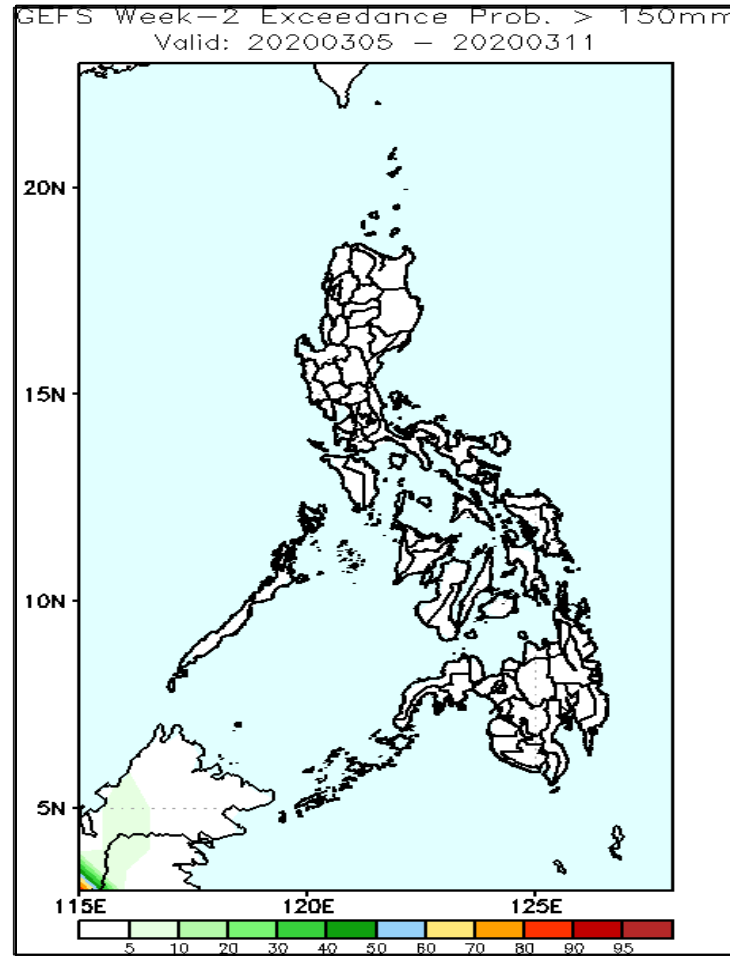 GEFS Week-2 Exceedance Prob. > 150mm
Valid: 20200305 - 20200311
20N
15N
10N
5N
115E 120E 125E
5 10 20 30 40 50 60 70 80 90 95